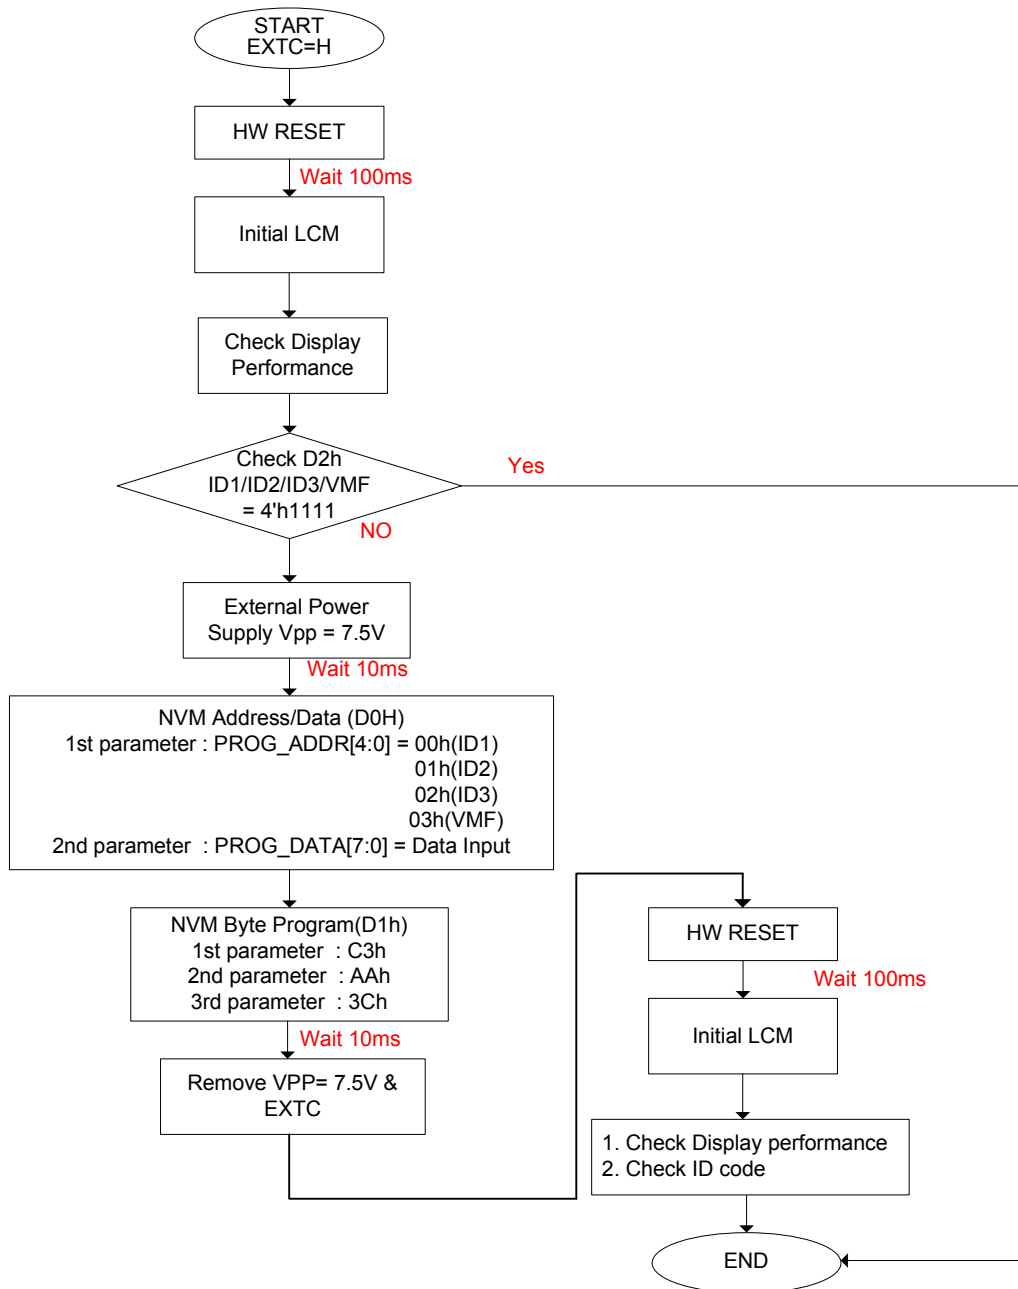 START
EXTC=H
HW RESET
Wait 100ms
Initial LCM
Check Display
Performance
Check D2h
ID1/ID2/ID3/VMF
= 4'h1111
Yes
NO
External Power
Supply Vpp = 7.5V
Wait 10ms
NVM Address/Data (D0H)
1st parameter : PROG_ADDR[4:0] = 00h(ID1)
01h(ID2)
02h(ID3)
03h(VMF)
2nd parameter : PROG_DATA[7:0] = Data Input
NVM Byte Program(D1h)
1st parameter : C3h
2nd parameter : AAh
3rd parameter : 3Ch
Wait 10ms
Remove VPP= 7.5V &
EXTC
HW RESET
Wait 100ms
Initial LCM
1. Check Display performance
2. Check ID code
END